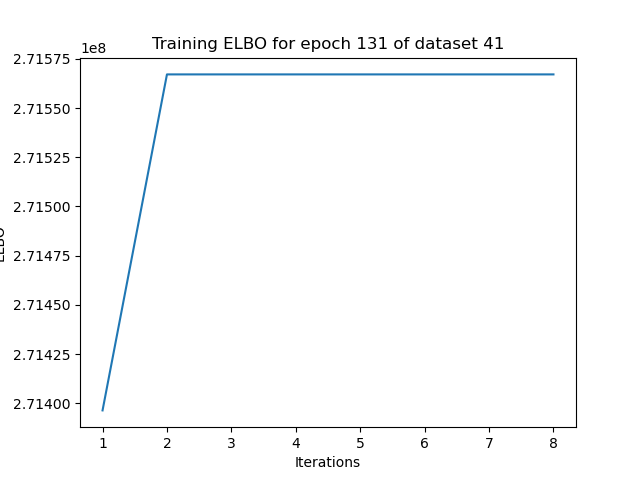 Training ELBO for epoch 131 of dataset 41
1e8
2.71575
2.71550
2.71525
2.71500
2.71475
2.71450
2.71425
2.71400
ELBO
1 2 3 4 5 6 7 8
Iterations